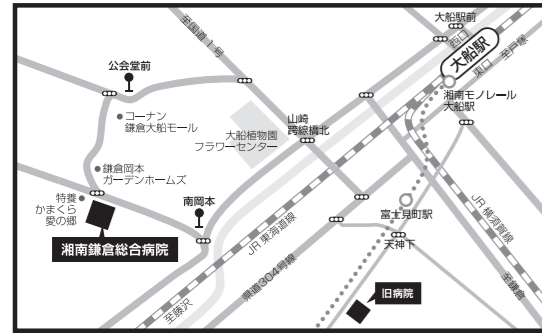 至国道1号
大船駅前
西口
大船駅
東口
至戸塚
公会堂前
湘南モノレール
大船駅
コーナン
鎌倉大船モール
大船植物園
フラワーセンター
山崎
跨線橋北
鎌倉岡本
ガーデンホームズ
特養
かまくら
愛の郷
南岡本
富士見町駅
JR横須賀線
湘南鎌倉総合病院
JR東海道線
天神下
県道304号線
至鎌倉
旧病院
至藤沢